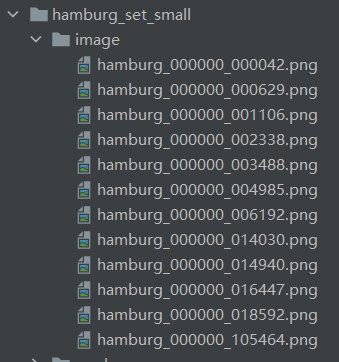 hamburg_set_small
image
hamburg_000000_000042.png
hamburg_000000_000629.png
hamburg_000000_001106.png
hamburg_000000_002338.png
hamburg_000000_003488.png
hamburg_000000_004985.png
hamburg_000000_006192.png
hamburg_000000_014030.png
hamburg_000000_014940.png
hamburg_000000_016447.png
hamburg_000000_018592.png
hamburg_000000_105464.png